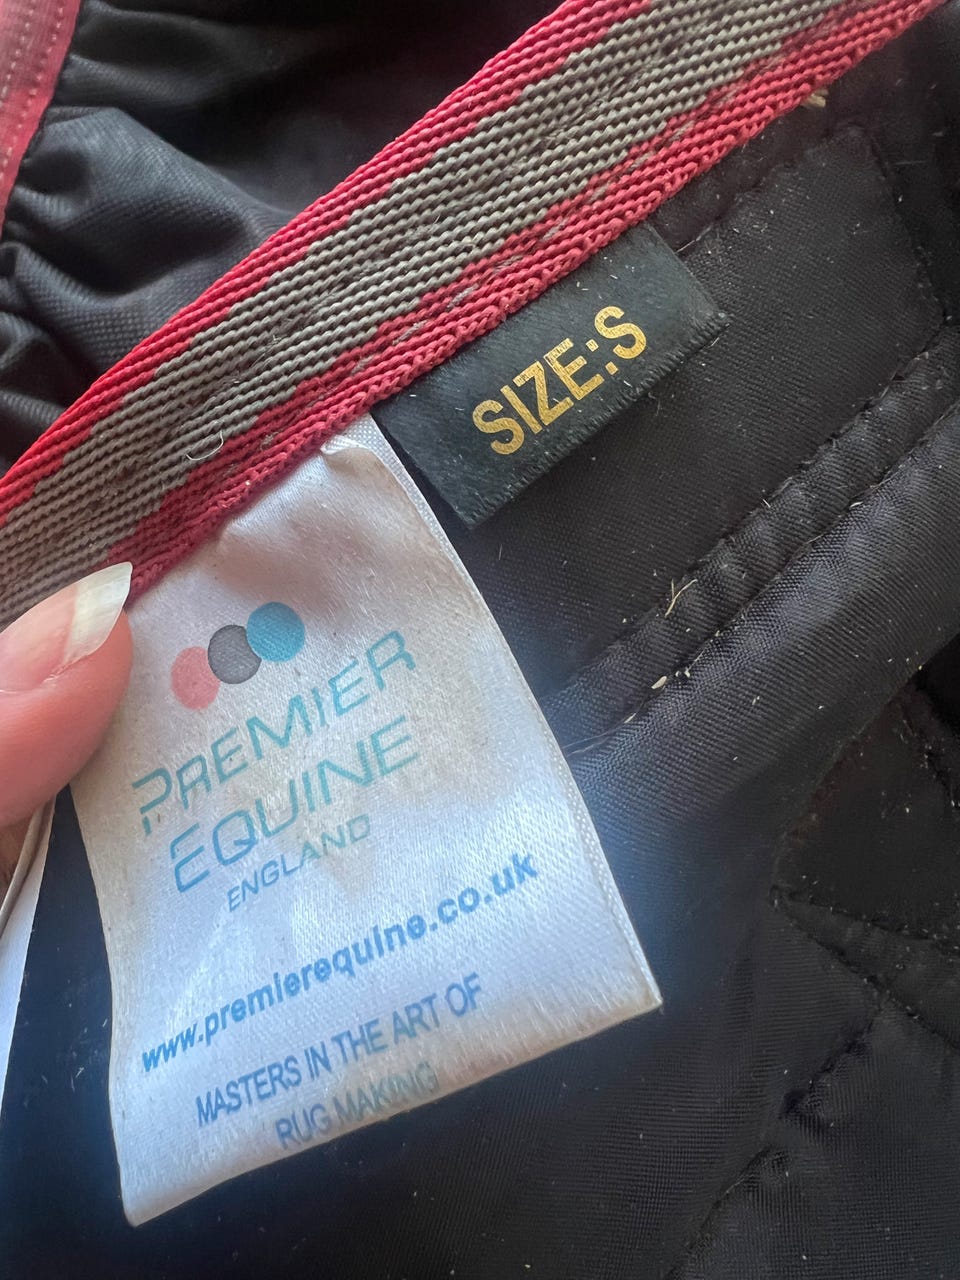 SIZE:S
PREMIER
EQUINE
ENGLAND
www.premierequine.co.uk
MASTERS IN THE ART OF
RUG MAKING